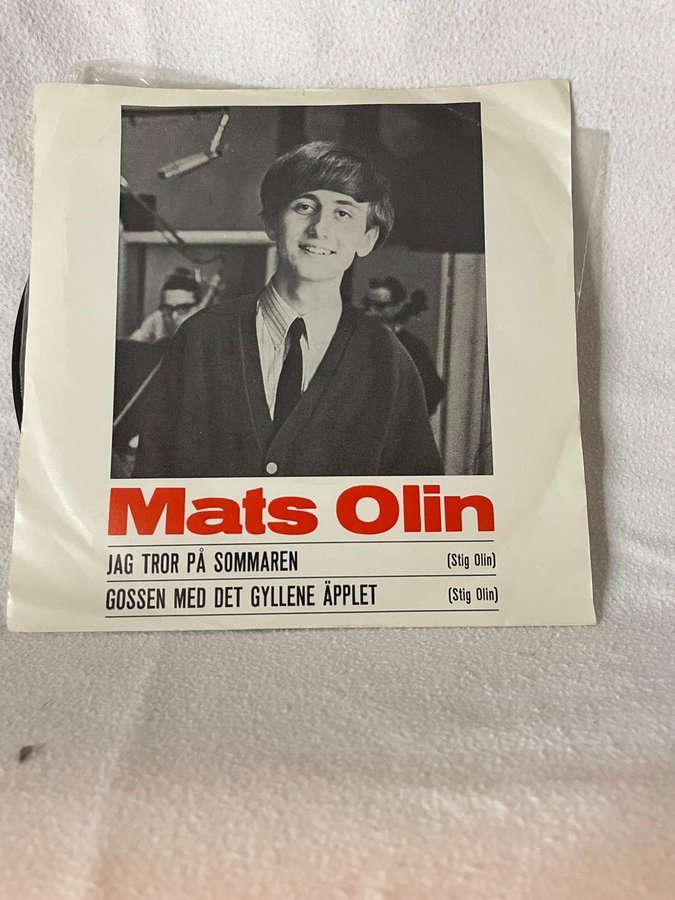 Mats Olin
JAG TROR PÅ SOMMAREN (Stig Olin)
GOSSEN MED DET GYLLENE ÄPPLET (Stig Olin)